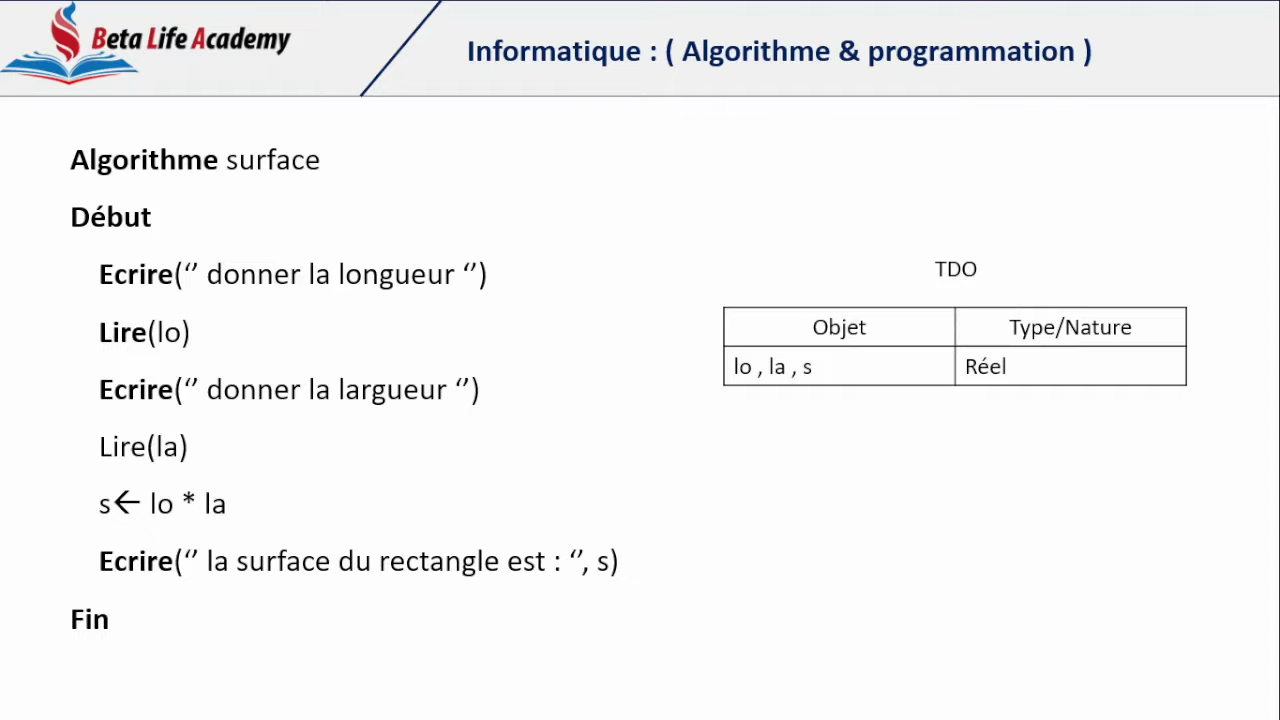 Beta Life Academy
Informatique : ( Algorithme & programmation )
Algorithme surface
Début
Ecrire(‘’ donner la longueur ‘’)
Lire(lo)
Ecrire(‘’ donner la largueur ‘’)
Lire(la)
s← lo * la
Ecrire(‘’ la surface du rectangle est : ‘’, s)
Fin
TDO
Objet Type/Nature
lo , la , s Réel